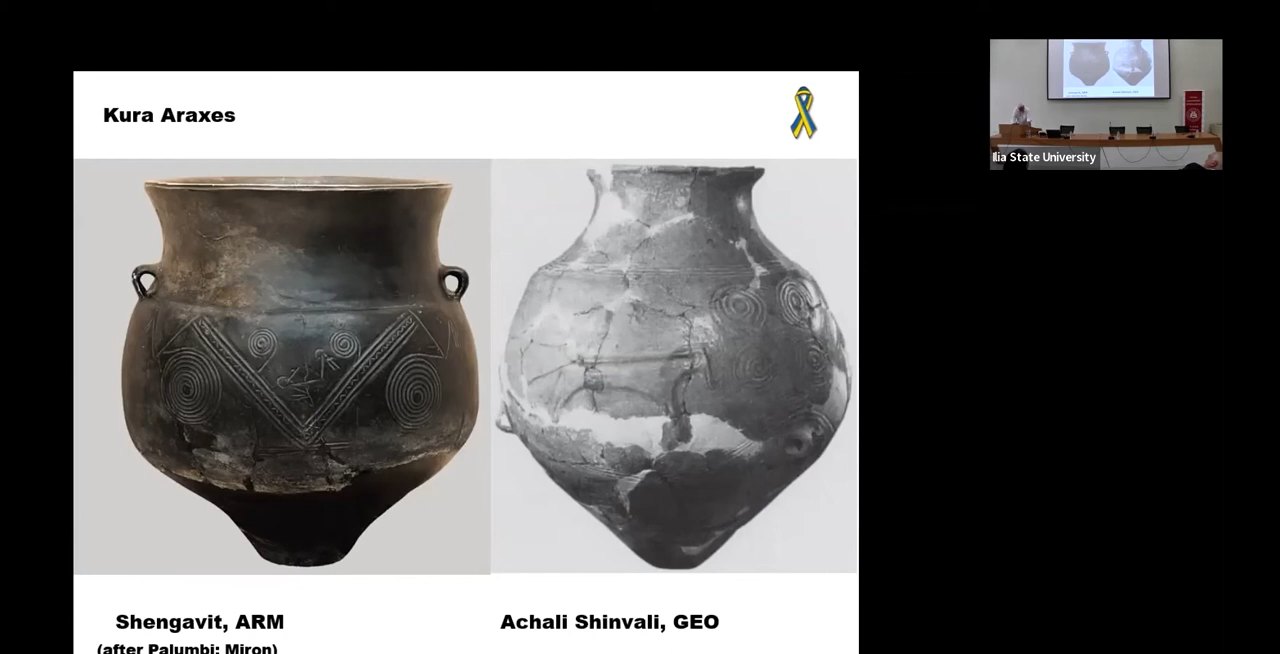 Kura Araxes
Ilia State University
Shengavit, ARM
Achali Shinvali, GEO
(after Palumbi; Miron)